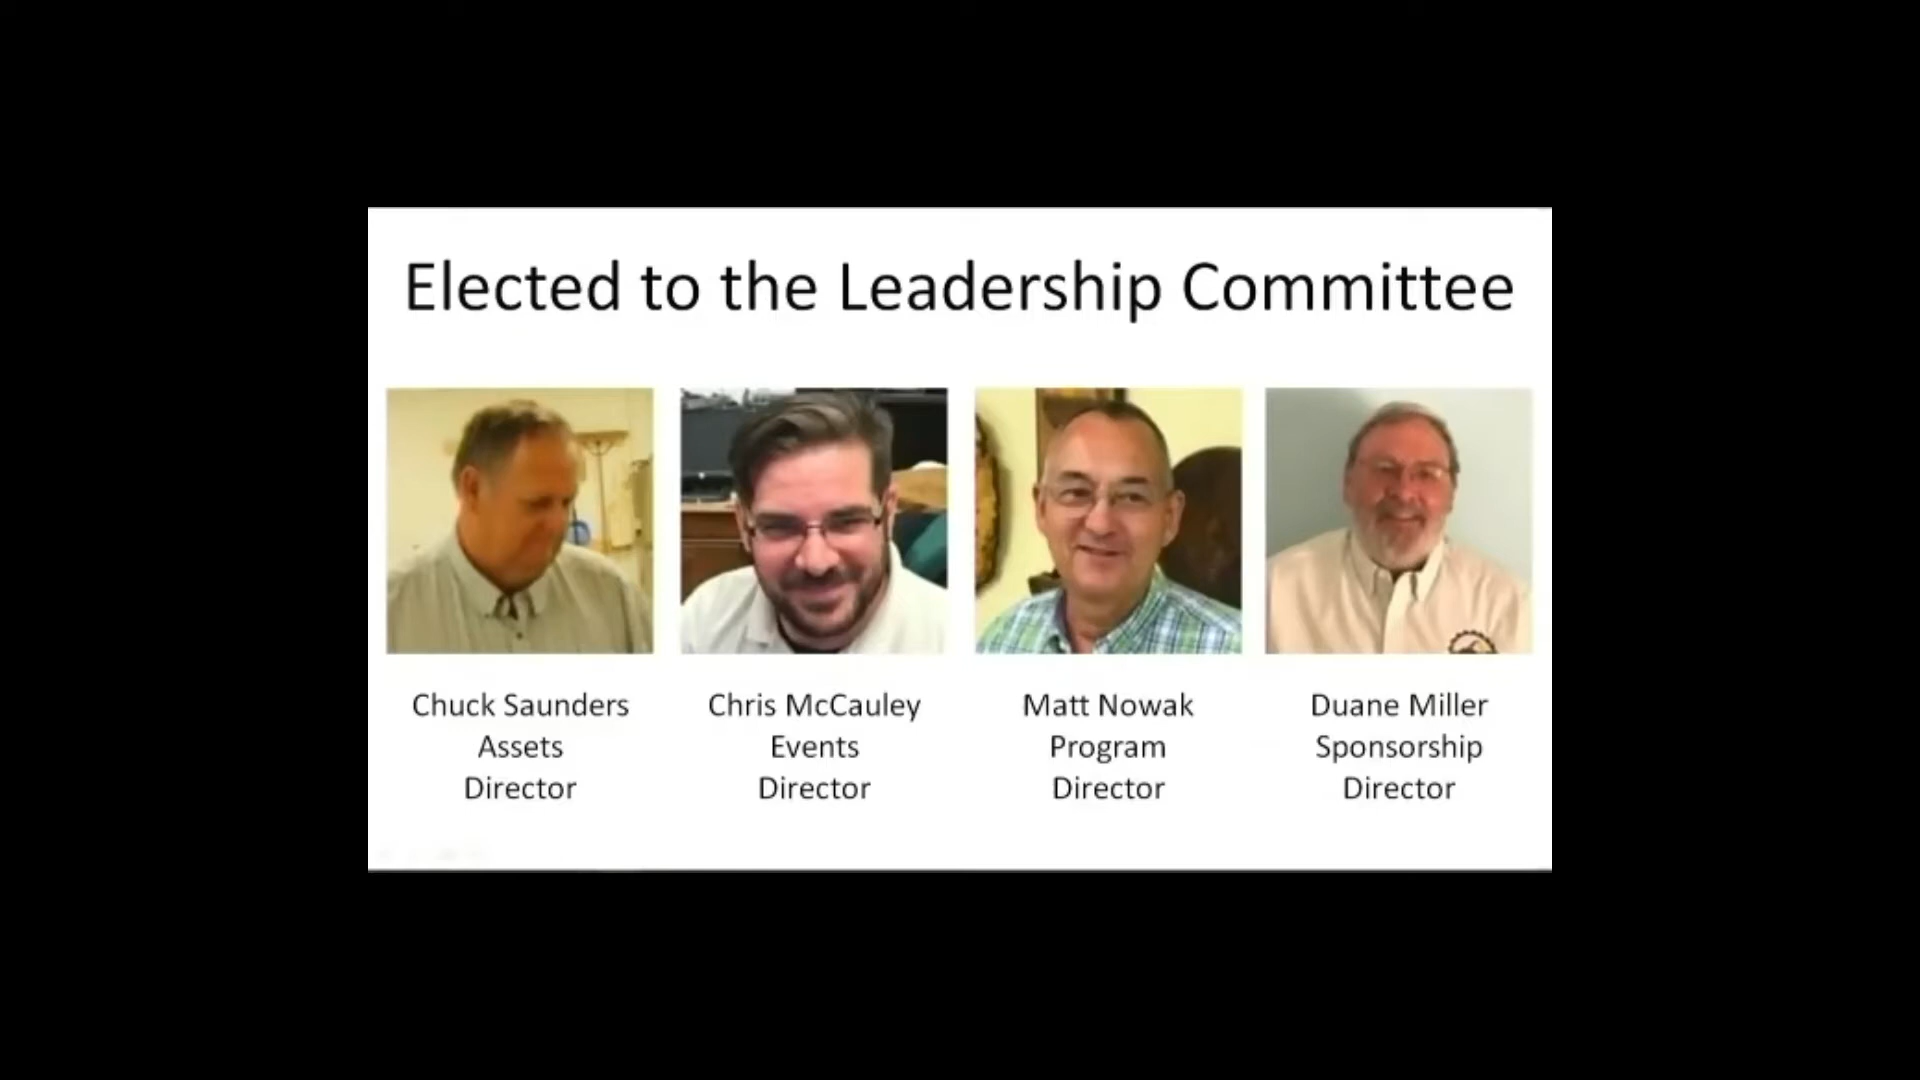 Elected to the Leadership Committee
Chuck Saunders
Assets
Director
Chris McCauley
Events
Director
Matt Nowak
Program
Director
Duane Miller
Sponsorship
Director